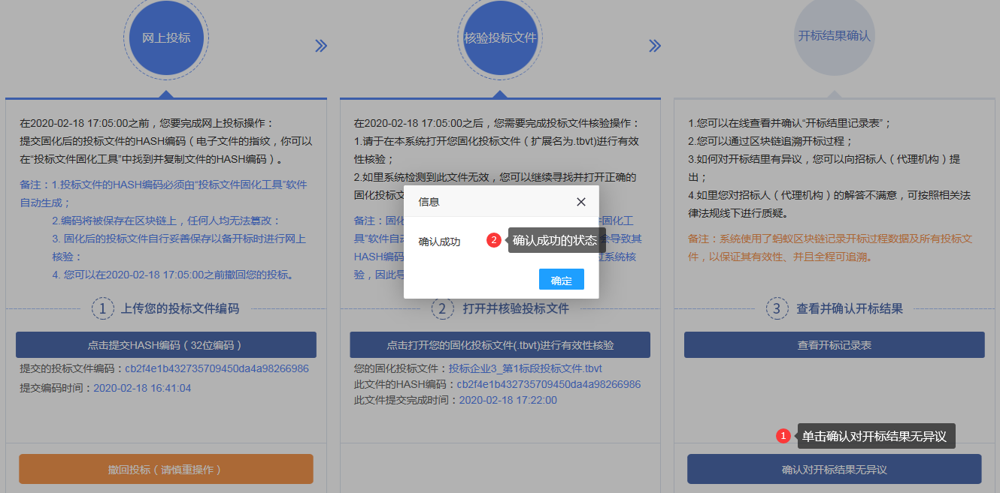 网上投标
核验投标文件
开标结果确认
在2020-02-18 17:05:00之前，您要完成网上投标操作：
提交固化后的投标文件的HASH编码（电子文件的指纹，你可以
在“投标文件固化工具”中找到并复制文件的HASH编码）。
备注：1.投标文件的HASH编码必须由“投标文件固化工具”软件
自动生成；
2.编码将被保存在区块链上，任何人均无法篡改：
3. 固化后的投标文件自行妥善保存以备开标时进行网上
核验：
4. 您可以在2020-02-18 17:05:00之前撤回您的投标。
1 上传您的投标文件编码
点击提交HASH编码（32位编码）
提交的投标文件编码：cb2f4e1b432735709450da4a98266986
提交编码时间：2020-02-18 16:41:04
撤回投标（请慎重操作）
在2020-02-18 17:05:00之后，您需要完成投标文件核验操作：
1.请于在本系统打开您固化投标文件（扩展名为.tbvt)进行有效
性核验；
2.如里系统检测到此文件无效，您可以继续寻找并打开正确的
固化投标文
备注：固化 件固化工
具”软件自动 会导致其
HASH编码 过系统核
验，因此导
信息
确认成功
2 确认成功的状态
确定
2 打开并核验投标文件
点击打开您的固化投标文件(.tbvt)进行有效性核验
您的固化投标文件：投标企业3_第1标段投标文件.tbvt
此文件的HASH编码：cb2f4e1b432735709450da4a98266986
此文件提交完成时间：2020-02-18 17:22:00
1.您可以在线查看并确认“开标结里记录表”；
2.您可以通过区块链追溯开标过程；
3.如何对开标结里有异议，您可以向招标人（代理机构）提
出；
4.如里您对招标人（代理机构）的解答不满意，可按照相关法
律法规线下进行质疑。
备注：系统使用了蚂蚁区块链记录开标过程数据及所有投标文
件，以保证其有效性、并且全程可追溯。
3 查看并确认开标结果
查看开标记录表
1 单击确认对开标结果无异议
确认对开标结果无异议